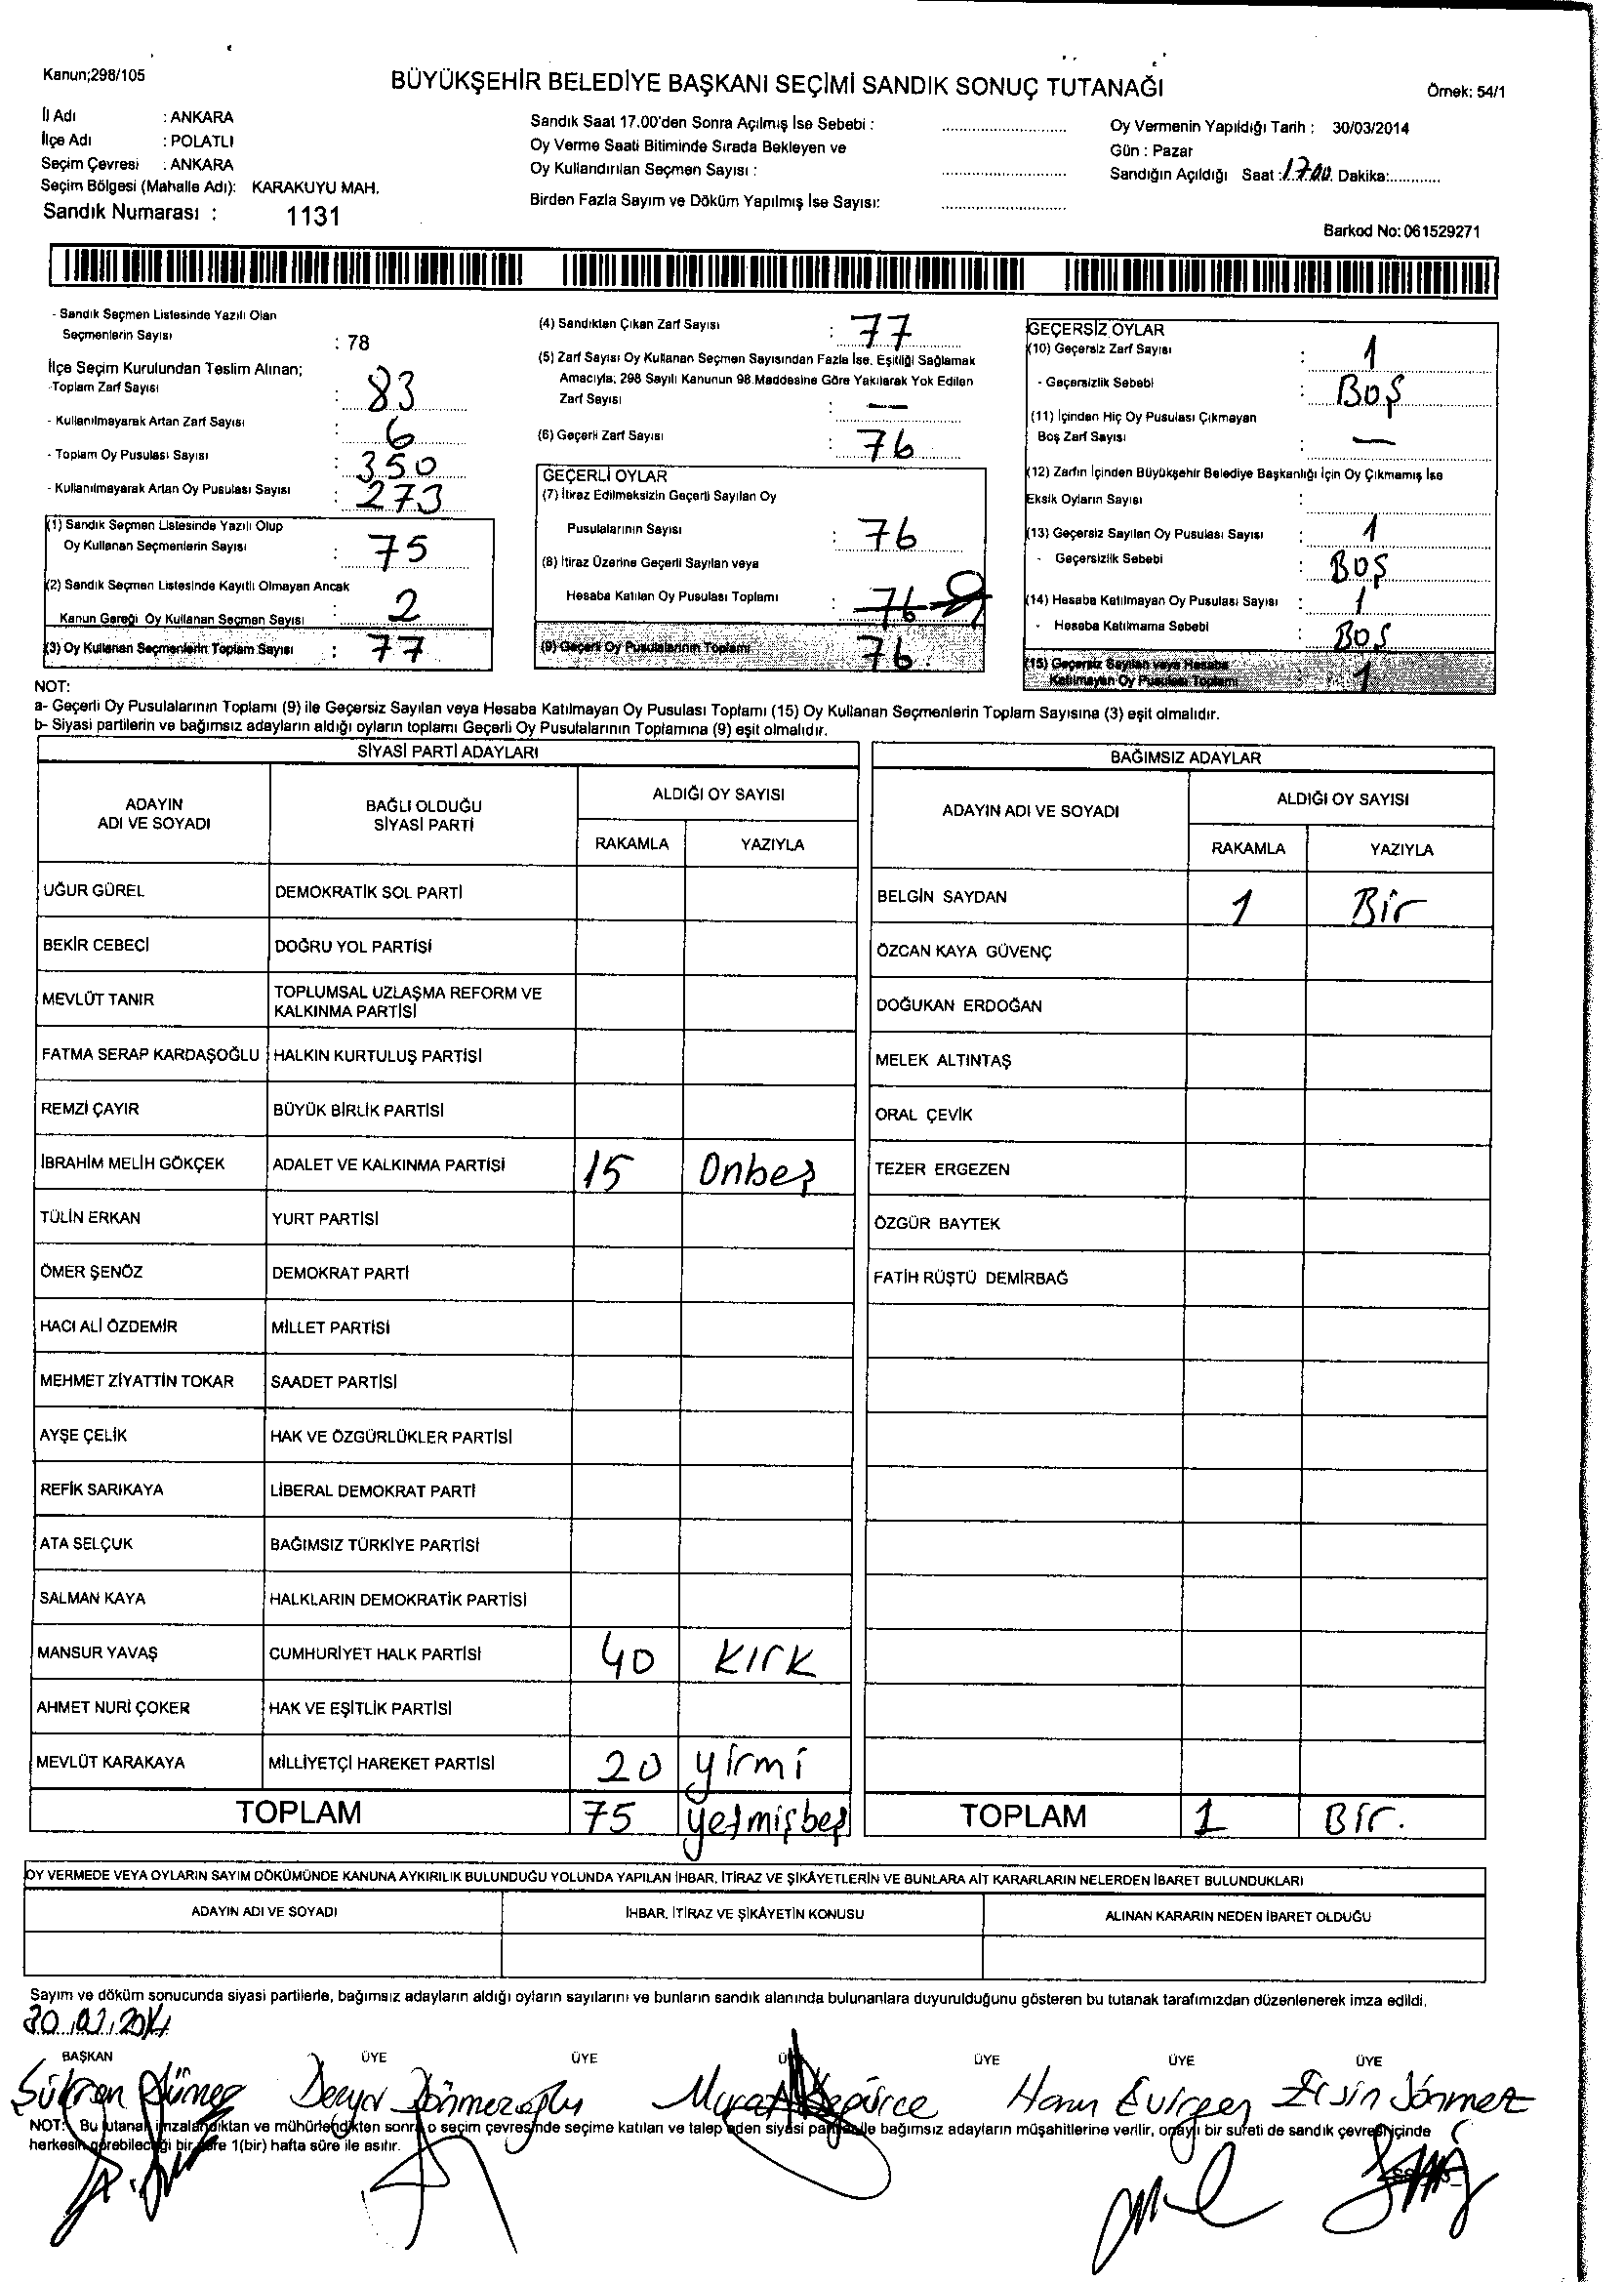 Kanun;298/105
BÜYÜKŞEHİR BELEDİYE BAŞKANI SEÇİMİ SANDIK SONUÇ TUTANAĞI
Örnek: 54/1
İl Adı : ANKARA
İlçe Adı : POLATLI
Seçim Çevresi : ANKARA
Seçim Bölgesi (Mahalle Adı): KARAKUYU MAH.
Sandık Numarası : 1131
Sandık Saat 17.00'den Sonra Açılmış İse Sebebi :
Oy Verme Saati Bitiminde Sırada Bekleyen ve
Oy Kullandırılan Seçmen Sayısı :
Birden Fazla Sayım ve Döküm Yapılmış İse Sayısı:
Oy Vermenin Yapıldığı Tarih : 30/03/2014
Gün : Pazar
Sandığın Açıldığı Saat : 17.00 Dakika:
Barkod No: 061529271
- Sandık Seçmen Listesinde Yazılı Olan
Seçmenlerin Sayısı : 78
İlçe Seçim Kurulundan Teslim Alınan;
- Toplam Zarf Sayısı : 83
- Kullanılmayarak Artan Zarf Sayısı : 6
- Toplam Oy Pusulası Sayısı : 350
- Kullanılmayarak Artan Oy Pusulası Sayısı : 273
(1) Sandık Seçmen Listesinde Yazılı Olup
Oy Kullanan Seçmenlerin Sayısı : 75
(2) Sandık Seçmen Listesinde Kayıtlı Olmayan Ancak
Kanun Gereği Oy Kullanan Seçmen Sayısı : 2
(3) Oy Kullanan Seçmenlerin Toplam Sayısı : 77
(4) Sandıktan Çıkan Zarf Sayısı : 77
(5) Zarf Sayısı Oy Kullanan Seçmen Sayısından Fazla İse, Eşitliği Sağlamak
Amacıyla; 298 Sayılı Kanunun 98.Maddesine Göre Yakılarak Yok Edilen
Zarf Sayısı : —
(6) Geçerli Zarf Sayısı : 76
GEÇERLİ OYLAR
(7) İtiraz Edilmeksizin Geçerli Sayılan Oy
Pusulalarının Sayısı : 76
(8) İtiraz Üzerine Geçerli Sayılan veya
Hesaba Katılan Oy Pusulası Toplamı : 76
(9) Geçerli Oy Pusulalarının Toplamı 76.
GEÇERSİZ OYLAR
(10) Geçersiz Zarf Sayısı : 1
- Geçersizlik Sebebi : Boş
(11) İçinden Hiç Oy Pusulası Çıkmayan
Boş Zarf Sayısı : —
(12) Zarfın İçinden Büyükşehir Belediye Başkanlığı İçin Oy Çıkmamış İse
Eksik Oyların Sayısı :
(13) Geçersiz Sayılan Oy Pusulası Sayısı : 1
- Geçersizlik Sebebi : Boş
(14) Hesaba Katılmayan Oy Pusulası Sayısı : 1
- Hesaba Katılmama Sebebi : Boş
(15) Geçersiz Sayılan veya Hesaba
Katılmayan Oy Pusulası Toplamı : 1
NOT:
a- Geçerli Oy Pusulalarının Toplamı (9) ile Geçersiz Sayılan veya Hesaba Katılmayan Oy Pusulası Toplamı (15) Oy Kullanan Seçmenlerin Toplam Sayısına (3) eşit olmalıdır.
b- Siyasi partilerin ve bağımsız adayların aldığı oyların toplamı Geçerli Oy Pusulalarının Toplamına (9) eşit olmalıdır.
SİYASİ PARTİ ADAYLARI
ADAYIN ADI VE SOYADI BAĞLI OLDUĞU SİYASİ PARTİ ALDIĞI OY SAYISI
RAKAMLA YAZIYLA
UĞUR GÜREL DEMOKRATİK SOL PARTİ
BEKİR CEBECİ DOĞRU YOL PARTİSİ
MEVLÜT TANIR TOPLUMSAL UZLAŞMA REFORM VE KALKINMA PARTİSİ
FATMA SERAP KARDAŞOĞLU HALKIN KURTULUŞ PARTİSİ
REMZİ ÇAYIR BÜYÜK BİRLİK PARTİSİ
İBRAHİM MELİH GÖKÇEK ADALET VE KALKINMA PARTİSİ 15 Onbeş
TÜLİN ERKAN YURT PARTİSİ
ÖMER ŞENÖZ DEMOKRAT PARTİ
HACI ALİ ÖZDEMİR MİLLET PARTİSİ
MEHMET ZİYATTİN TOKAR SAADET PARTİSİ
AYŞE ÇELİK HAK VE ÖZGÜRLÜKLER PARTİSİ
REFİK SARIKAYA LİBERAL DEMOKRAT PARTİ
ATA SELÇUK BAĞIMSIZ TÜRKİYE PARTİSİ
SALMAN KAYA HALKLARIN DEMOKRATİK PARTİSİ
MANSUR YAVAŞ CUMHURİYET HALK PARTİSİ 40 Kırk
AHMET NURİ ÇOKER HAK VE EŞİTLİK PARTİSİ
MEVLÜT KARAKAYA MİLLİYETÇİ HAREKET PARTİSİ 20 yirmi
TOPLAM 75 yetmişbeş
BAĞIMSIZ ADAYLAR
ADAYIN ADI VE SOYADI ALDIĞI OY SAYISI
RAKAMLA YAZIYLA
BELGİN SAYDAN 1 Bir
ÖZCAN KAYA GÜVENÇ
DOĞUKAN ERDOĞAN
MELEK ALTINTAŞ
ORAL ÇEVİK
TEZER ERGEZEN
ÖZGÜR BAYTEK
FATİH RÜŞTÜ DEMİRBAĞ
TOPLAM 1 Bir.
OY VERMEDE VEYA OYLARIN SAYIM DÖKÜMÜNDE KANUNA AYKIRILIK BULUNDUĞU YOLUNDA YAPILAN İHBAR, İTİRAZ VE ŞİKÂYETLERİN VE BUNLARA AİT KARARLARIN NELERDEN İBARET BULUNDUKLARI
ADAYIN ADI VE SOYADI İHBAR, İTİRAZ VE ŞİKÂYETİN KONUSU ALINAN KARARIN NEDEN İBARET OLDUĞU
Sayım ve döküm sonucunda siyasi partilerle, bağımsız adayların aldığı oyların sayılarını ve bunların sandık alanında bulunanlara duyurulduğunu gösteren bu tutanak tarafımızdan düzenlenerek imza edildi.
30.03.2014
BAŞKAN ÜYE ÜYE ÜYE ÜYE ÜYE
Derya Dönmezoğlu Murat Ersin Dönmez
NOT: Bu tutanak imzalandıktan ve mühürlendikten sonra o seçim çevresinde seçime katılan ve talep eden siyasi parti ile bağımsız adayların müşahitlerine verilir, onaylı bir sureti de sandık çevresi içinde
herkesin görebileceği bir yere 1(bir) hafta süre ile asılır.